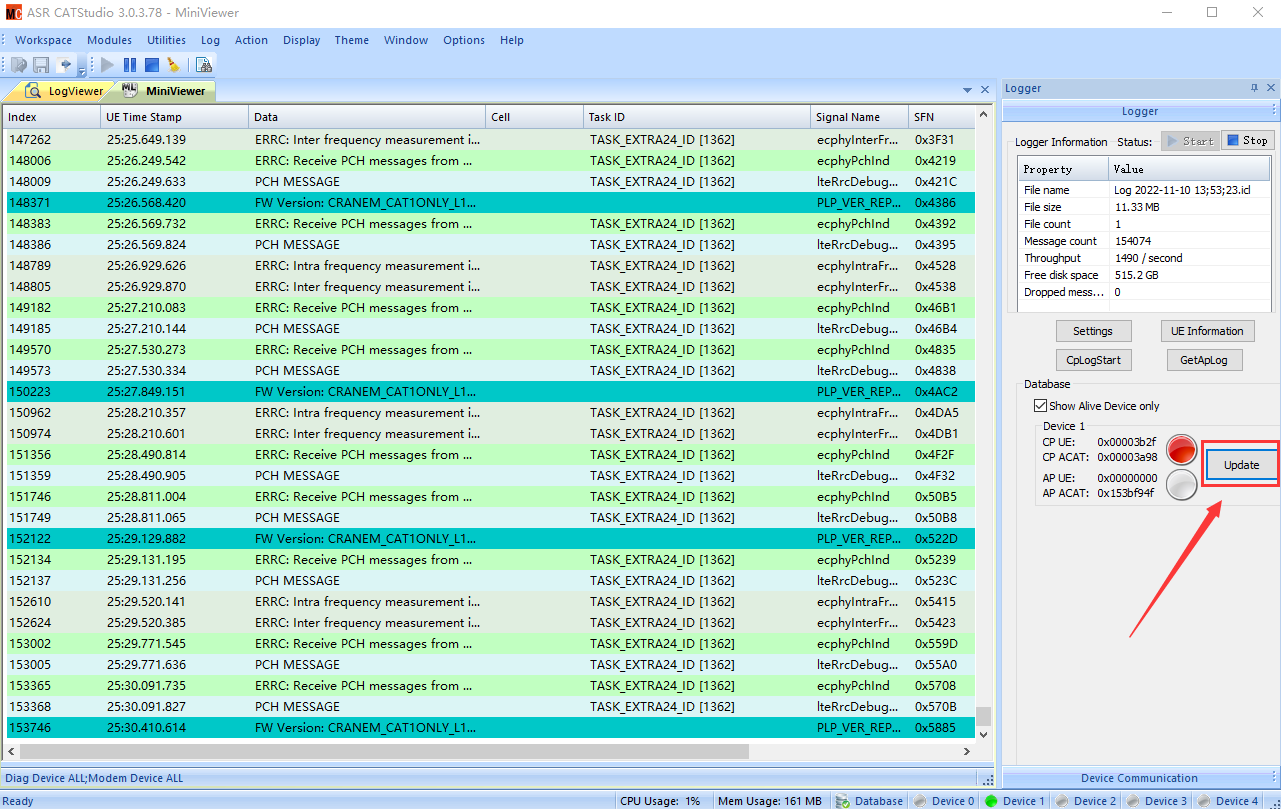 ASR CATStudio 3.0.3.78 - MiniViewer
Workspace Modules Utilities Log Action Display Theme Window Options Help
LogViewer MiniViewer
Index UE Time Stamp Data Cell Task ID Signal Name SFN
147262 25:25.649.139 ERRC: Inter frequency measurement i... TASK_EXTRA24_ID [1362] ecphyInterFr... 0x3F31
148006 25:26.249.542 ERRC: Receive PCH messages from ... TASK_EXTRA24_ID [1362] ecphyPchInd 0x4219
148009 25:26.249.633 PCH MESSAGE TASK_EXTRA24_ID [1362] lteRrcDebug... 0x421C
148371 25:26.568.420 FW Version: CRANEM_CAT1ONLY_L1... PLP_VER_REP... 0x4386
148383 25:26.569.732 ERRC: Receive PCH messages from ... TASK_EXTRA24_ID [1362] ecphyPchInd 0x4392
148386 25:26.569.824 PCH MESSAGE TASK_EXTRA24_ID [1362] lteRrcDebug... 0x4395
148789 25:26.929.626 ERRC: Intra frequency measurement i... TASK_EXTRA24_ID [1362] ecphyIntraFr... 0x4528
148805 25:26.929.870 ERRC: Inter frequency measurement i... TASK_EXTRA24_ID [1362] ecphyInterFr... 0x4538
149182 25:27.210.083 ERRC: Receive PCH messages from ... TASK_EXTRA24_ID [1362] ecphyPchInd 0x46B1
149185 25:27.210.144 PCH MESSAGE TASK_EXTRA24_ID [1362] lteRrcDebug... 0x46B4
149570 25:27.530.273 ERRC: Receive PCH messages from ... TASK_EXTRA24_ID [1362] ecphyPchInd 0x4835
149573 25:27.530.334 PCH MESSAGE TASK_EXTRA24_ID [1362] lteRrcDebug... 0x4838
150223 25:27.849.151 FW Version: CRANEM_CAT1ONLY_L1... PLP_VER_REP... 0x4AC2
150962 25:28.210.357 ERRC: Intra frequency measurement i... TASK_EXTRA24_ID [1362] ecphyIntraFr... 0x4DA5
150974 25:28.210.601 ERRC: Inter frequency measurement i... TASK_EXTRA24_ID [1362] ecphyInterFr... 0x4DB1
151356 25:28.490.814 ERRC: Receive PCH messages from ... TASK_EXTRA24_ID [1362] ecphyPchInd 0x4F2F
151359 25:28.490.905 PCH MESSAGE TASK_EXTRA24_ID [1362] lteRrcDebug... 0x4F32
151746 25:28.811.004 ERRC: Receive PCH messages from ... TASK_EXTRA24_ID [1362] ecphyPchInd 0x50B5
151749 25:28.811.065 PCH MESSAGE TASK_EXTRA24_ID [1362] lteRrcDebug... 0x50B8
152122 25:29.129.882 FW Version: CRANEM_CAT1ONLY_L1... PLP_VER_REP... 0x522D
152134 25:29.131.195 ERRC: Receive PCH messages from ... TASK_EXTRA24_ID [1362] ecphyPchInd 0x5239
152137 25:29.131.256 PCH MESSAGE TASK_EXTRA24_ID [1362] lteRrcDebug... 0x523C
152610 25:29.520.141 ERRC: Intra frequency measurement i... TASK_EXTRA24_ID [1362] ecphyIntraFr... 0x5415
152624 25:29.520.385 ERRC: Inter frequency measurement i... TASK_EXTRA24_ID [1362] ecphyInterFr... 0x5423
153002 25:29.771.545 ERRC: Receive PCH messages from ... TASK_EXTRA24_ID [1362] ecphyPchInd 0x559D
153005 25:29.771.636 PCH MESSAGE TASK_EXTRA24_ID [1362] lteRrcDebug... 0x55A0
153365 25:30.091.735 ERRC: Receive PCH messages from ... TASK_EXTRA24_ID [1362] ecphyPchInd 0x5708
153368 25:30.091.827 PCH MESSAGE TASK_EXTRA24_ID [1362] lteRrcDebug... 0x570B
153746 25:30.410.614 FW Version: CRANEM_CAT1ONLY_L1... PLP_VER_REP... 0x5885
Diag Device ALL;Modem Device ALL
Logger
Logger
Logger Information Status: Start Stop
Property Value
File name Log 2022-11-10 13;53;23.icl
File size 11.33 MB
File count 1
Message count 154074
Throughput 1490 / second
Free disk space 515.2 GB
Dropped mess... 0
Settings UE Information
CpLogStart GetApLog
Database
Show Alive Device only
Device 1
CP UE: 0x00003b2f
CP ACAT: 0x00003a98
Update
AP UE: 0x00000000
AP ACAT: 0x153bf94f
Device Communication
Ready CPU Usage: 1% Mem Usage: 161 MB Database Device 0 Device 1 Device 2 Device 3 Device 4